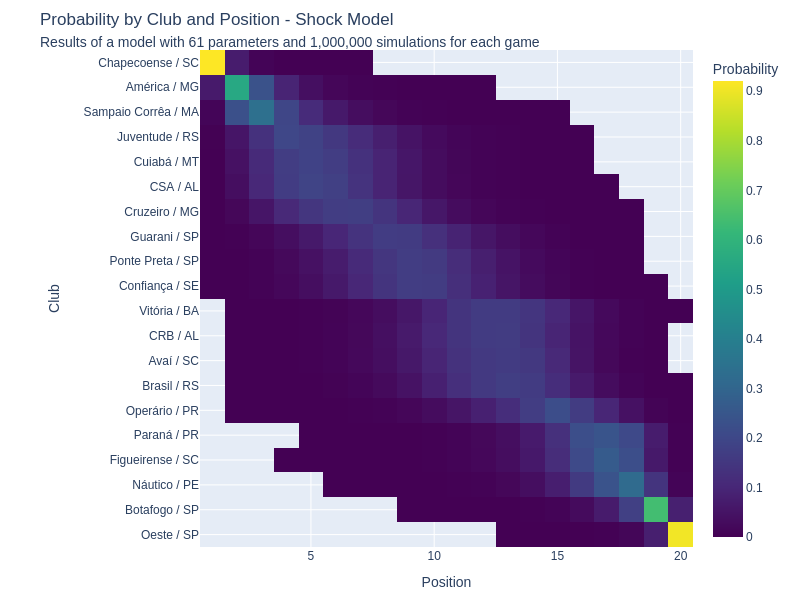 Probability by Club and Position - Shock Model
Results of a model with 61 parameters and 1,000,000 simulations for each game
Probability
Club
Chapecoense / SC
América / MG
Sampaio Corrêa / MA
Juventude / RS
Cuiabá / MT
CSA / AL
Cruzeiro / MG
Guarani / SP
Ponte Preta / SP
Confiança / SE
Vitória / BA
CRB / AL
Avaí / SC
Brasil / RS
Operário / PR
Paraná / PR
Figueirense / SC
Náutico / PE
Botafogo / SP
Oeste / SP
0.9
0.8
0.7
0.6
0.5
0.4
0.3
0.2
0.1
0
5 10 15 20
Position